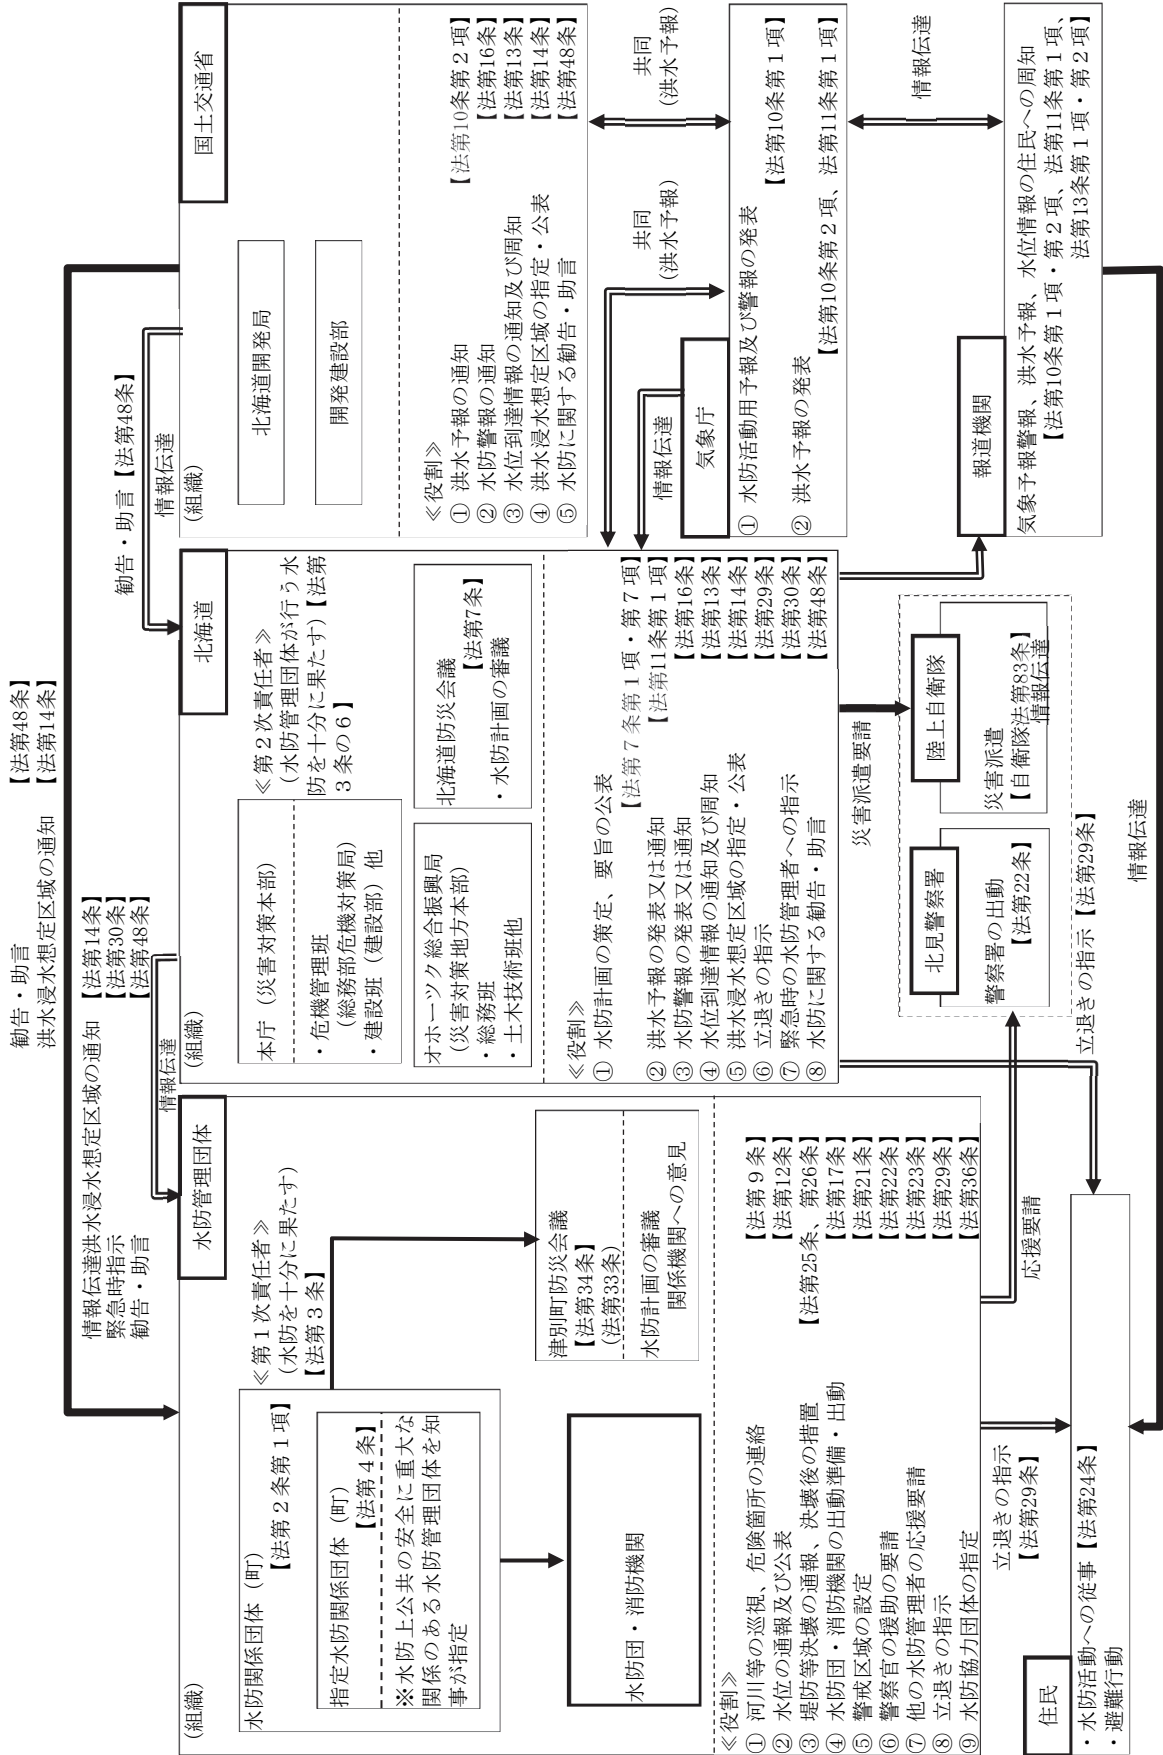 勧告・助言　【法第48条】
洪水浸水想定区域の通知　【法第14条】
情報伝達洪水浸水想定区域の通知　【法第14条】
緊急時指示　【法第30条】
勧告・助言　【法第48条】
情報伝達
勧告・助言【法第48条】
情報伝達
水防管理団体
(組織)
≪第１次責任者≫
(水防を十分に果たす)
【法第３条】
水防関係団体（町）
【法第２条第１項】
指定水防関係団体（町）
【法第４条】
※水防上公共の安全に重大な
関係のある水防管理団体を知
事が指定
水防団・消防機関
津別町防災会議
【法第34条】
(法第33条)
水防計画の審議
関係機関への意見
≪役割≫
① 河川等の巡視、危険箇所の連絡　【法第９条】
② 水位の通報及び公表　【法第12条】
③ 堤防等決壊の通報、決壊後の措置　【法第25条、第26条】
④ 水防団・消防機関の出動準備・出動　【法第17条】
⑤ 警戒区域の設定　【法第21条】
⑥ 警察官の援助の要請　【法第22条】
⑦ 他の水防管理者の応援要請　【法第23条】
⑧ 立退きの指示　【法第29条】
⑨ 水防協力団体の指定　【法第36条】
北海道
(組織)
≪第２次責任者≫
(水防管理団体が行う水
防を十分に果たす)【法第
３条の６】
本庁（災害対策本部）
・危機管理班
(総務部危機対策局)
・建設班（建設部）他
オホーツク総合振興局
(災害対策地方本部)
・総務班
・土木技術班他
北海道防災会議
【法第7条】
・水防計画の審議
≪役割≫
① 水防計画の策定、要旨の公表
【法第７条第１項・第７項】
② 洪水予報の発表又は通知　【法第11条第１項】
③ 水防警報の発表又は通知　【法第16条】
④ 水位到達情報の通知及び周知　【法第13条】
⑤ 洪水浸水想定区域の指定・公表　【法第14条】
⑥ 立退きの指示　【法第29条】
⑦ 緊急時の水防管理者への指示　【法第30条】
⑧ 水防に関する勧告・助言　【法第48条】
国土交通省
(組織)
北海道開発局
開発建設部
≪役割≫
① 洪水予報の通知　【法第10条第２項】
② 水防警報の通知　【法第16条】
③ 水位到達情報の通知及び周知　【法第13条】
④ 洪水浸水想定区域の指定・公表　【法第14条】
⑤ 水防に関する勧告・助言　【法第48条】
共同
(洪水予報)
共同
(洪水予報)
情報伝達
気象庁
① 水防活動用予報及び警報の発表
【法第10条第１項】
② 洪水予報の発表
【法第10条第２項、法第11条第１項】
情報伝達
報道機関
気象予報警報、洪水予報、水位情報の住民への周知
【法第10条第１項・第２項、法第11条第１項、
法第13条第１項・第２項】
災害派遣要請
陸上自衛隊
災害派遣
【自衛隊法第83条】
情報伝達
北見警察署
警察署の出動
【法第22条】
応援要請
立退きの指示【法第29条】
立退きの指示
【法第29条】
情報伝達
住民
・水防活動への従事【法第24条】
・避難行動